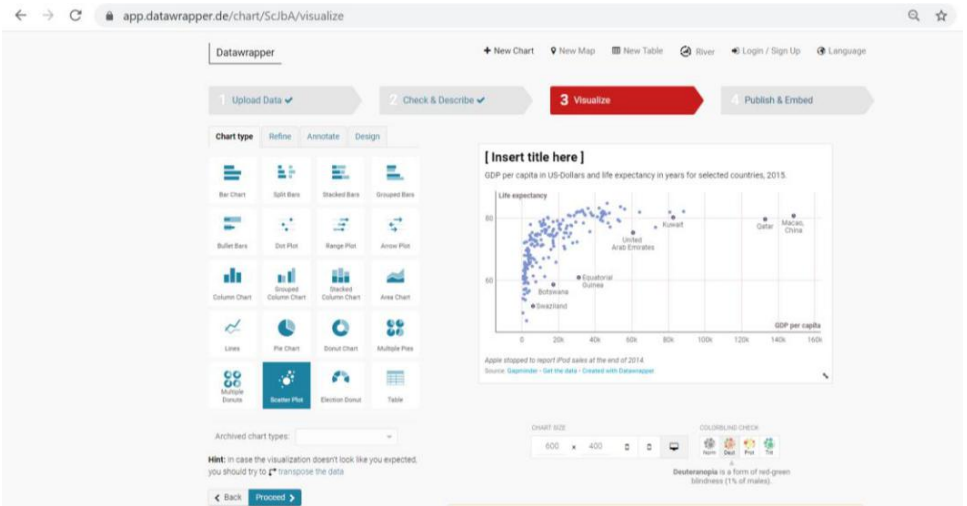 app.datawrapper.de/chart/ScJbA/visualize
Datawrapper
New Chart
New Map
New Table
River
Login / Sign Up
Language
1 Upload Data
2 Check & Describe
3 Visualize
4 Publish & Embed
Chart type
Refine
Annotate
Design
Bar Chart
Split Bars
Stacked Bars
Grouped Bars
Bullet Bars
Dot Plot
Range Plot
Arrow Plot
Column Chart
Grouped
Column Chart
Stacked
Column Chart
Area Chart
Lines
Pie Chart
Donut Chart
Multiple Pies
Multiple
Donuts
Scatter Plot
Election Donut
Table
Archived chart types:
Hint: in case the visualization doesn't look like you expected,
you should try to transpose the data
Back
Proceed
[ Insert title here ]
GDP per capita in US-Dollars and life expectancy in years for selected countries, 2015.
Life expectancy
80
60
Kuwait
Qatar
Macao,
China
United
Arab Emirates
Equatorial
Guinea
Botswana
Swaziland
GDP per capita
0
20k
40k
60k
80k
100k
120k
140k
160k
Apple stopped to report iPod sales at the end of 2014.
Source: Gapminder · Get the data · Created with Datawrapper
CHART SIZE
600 × 400
COLORBLIND CHECK
Norm
Deut
Prot
Trit
Deuteranopia is a form of red-green
blindness (1% of males).